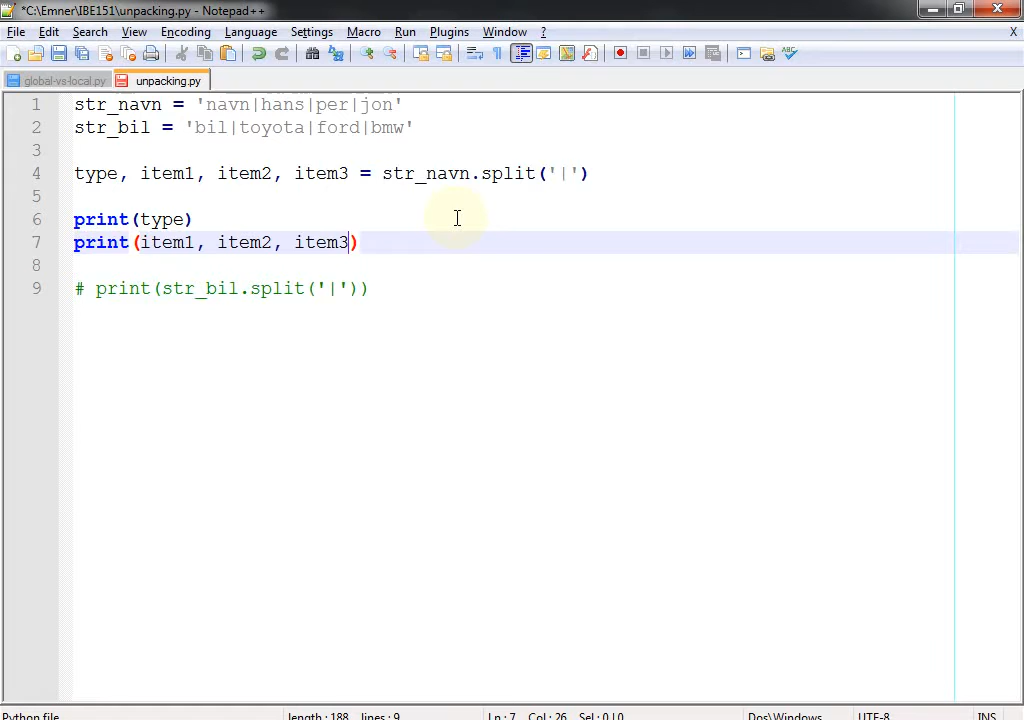 *C:\Emner\IBE151\unpacking.py - Notepad++
File Edit Search View Encoding Language Settings Macro Run Plugins Window ? X
global-vs-local.py unpacking.py
1 str_navn = 'navn|hans|per|jon'
2 str_bil = 'bil|toyota|ford|bmw'
3
4 type, item1, item2, item3 = str_navn.split('|')
5
6 print(type)
7 print(item1, item2, item3)
8
9 # print(str_bil.split('|'))
Python file length : 188 lines : 9 Ln : 7 Col : 26 Sel : 0 | 0 Dos\Windows UTF-8 INS